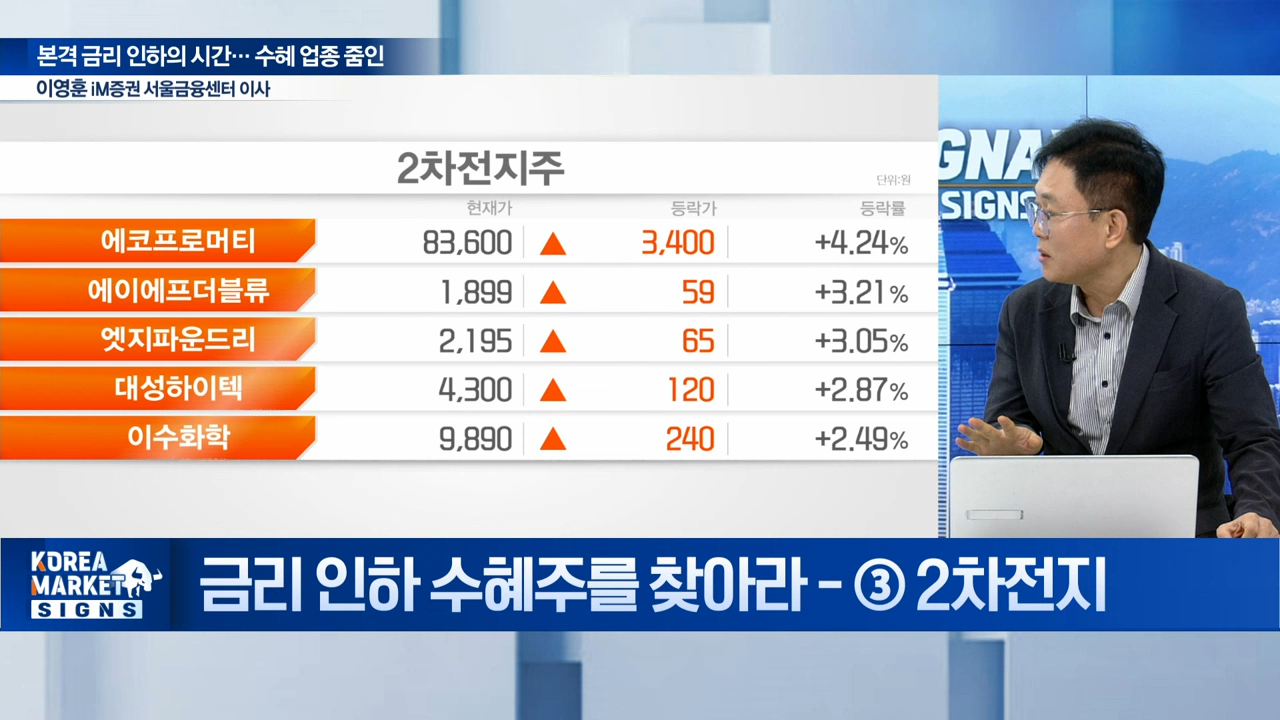 본격 금리 인하의 시간… 수혜 업종 줌인
이영훈 iM증권 서울금융센터 이사
2차전지주
단위:원
현재가 등락가 등락률
에코프로머티 83,600 ▲ 3,400 +4.24%
에이에프더블류 1,899 ▲ 59 +3.21%
엣지파운드리 2,195 ▲ 65 +3.05%
대성하이텍 4,300 ▲ 120 +2.87%
이수화학 9,890 ▲ 240 +2.49%
SIGNS
KOREA
MARKET
SIGNS
금리 인하 수혜주를 찾아라 - ③ 2차전지